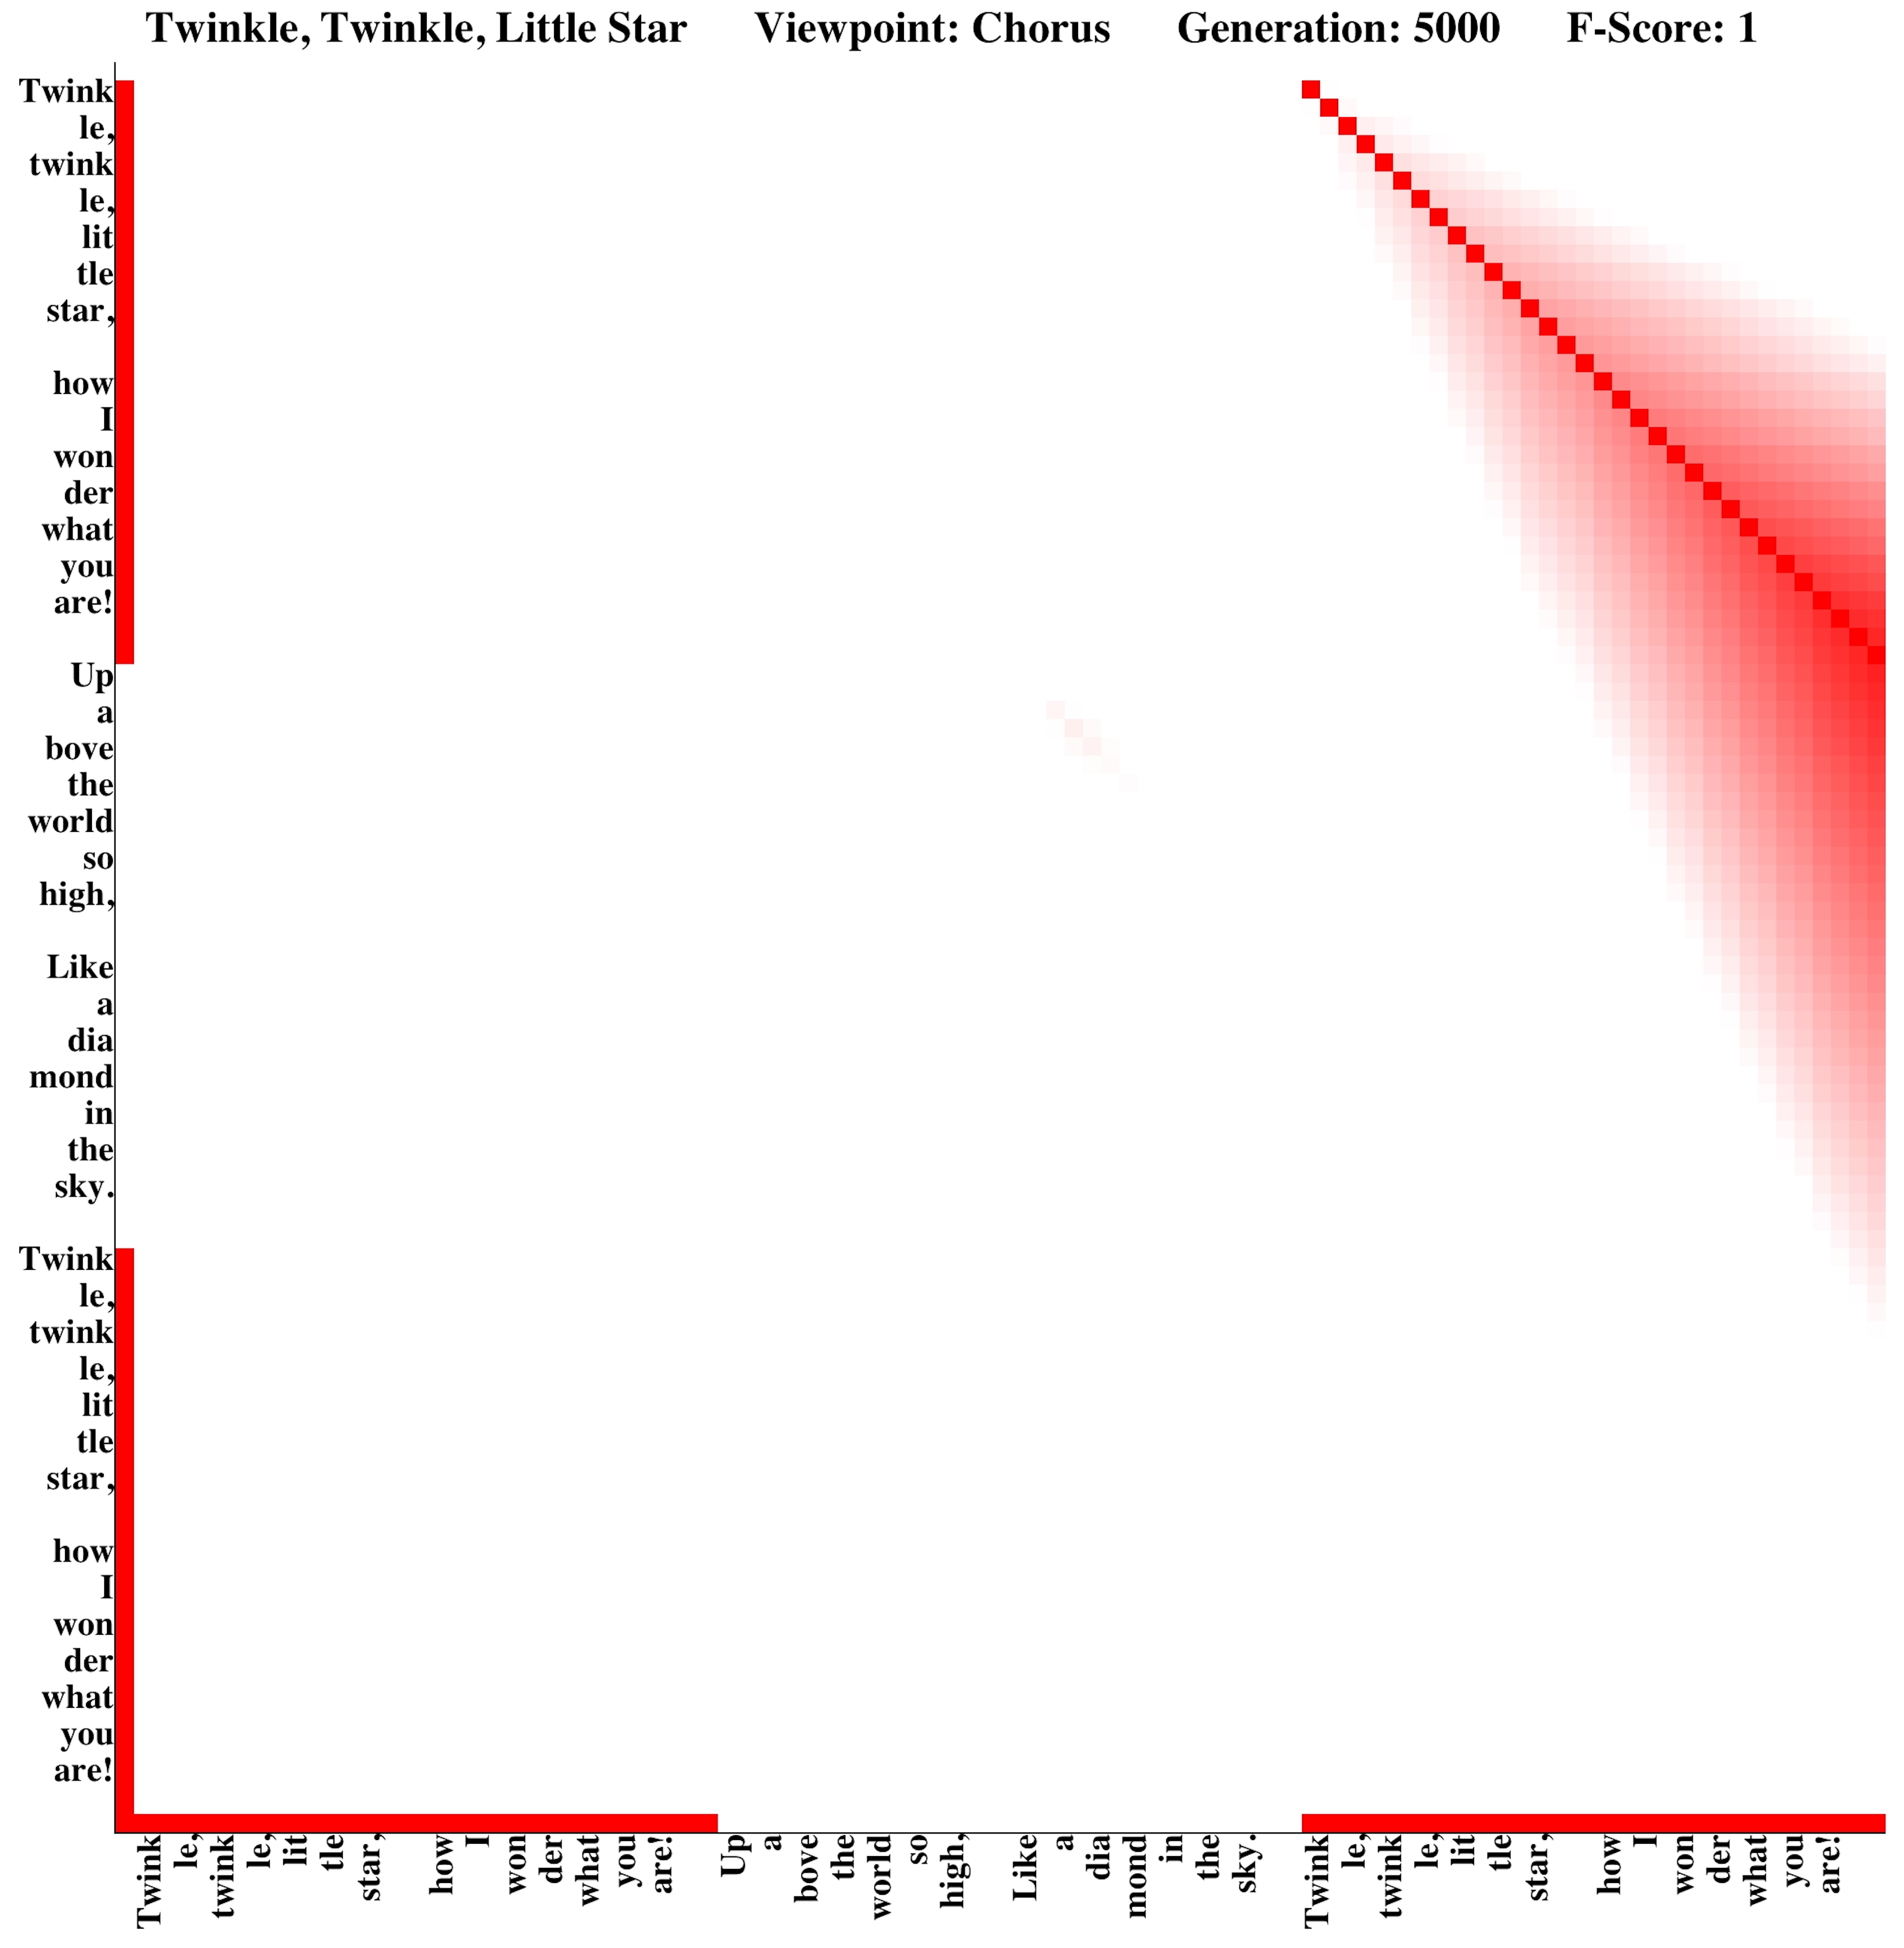 Twinkle, Twinkle, Little Star Viewpoint: Chorus Generation: 5000 F-Score: 1
Twink
le,
twink
le,
lit
tle
star,
how
I
won
der
what
you
are!
Up
a
bove
the
world
so
high,
Like
a
dia
mond
in
the
sky.
Twink
le,
twink
le,
lit
tle
star,
how
I
won
der
what
you
are!
Twink
le,
twink
le,
lit
tle
star,
how
I
won
der
what
you
are!
Up
a
bove
the
world
so
high,
Like
a
dia
mond
in
the
sky.
Twink
le,
twink
le,
lit
tle
star,
how
I
won
der
what
you
are!